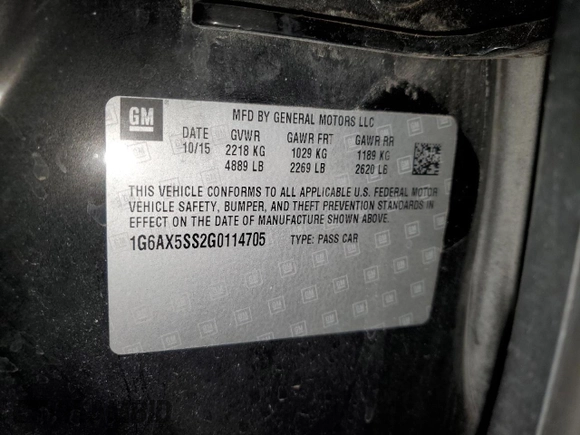 GM
MFD BY GENERAL MOTORS LLC
DATE GVWR GAWR FRT GAWR RR
10/15 2218 KG 1029 KG 1189 KG
4889 LB 2269 LB 2620 LB
THIS VEHICLE CONFORMS TO ALL APPLICABLE U.S. FEDERAL MOTOR
VEHICLE SAFETY, BUMPER, AND THEFT PREVENTION STANDARDS IN
EFFECT ON THE DATE OF MANUFACTURE SHOWN ABOVE.
1G6AX5SS2G0114705 TYPE: PASS CAR